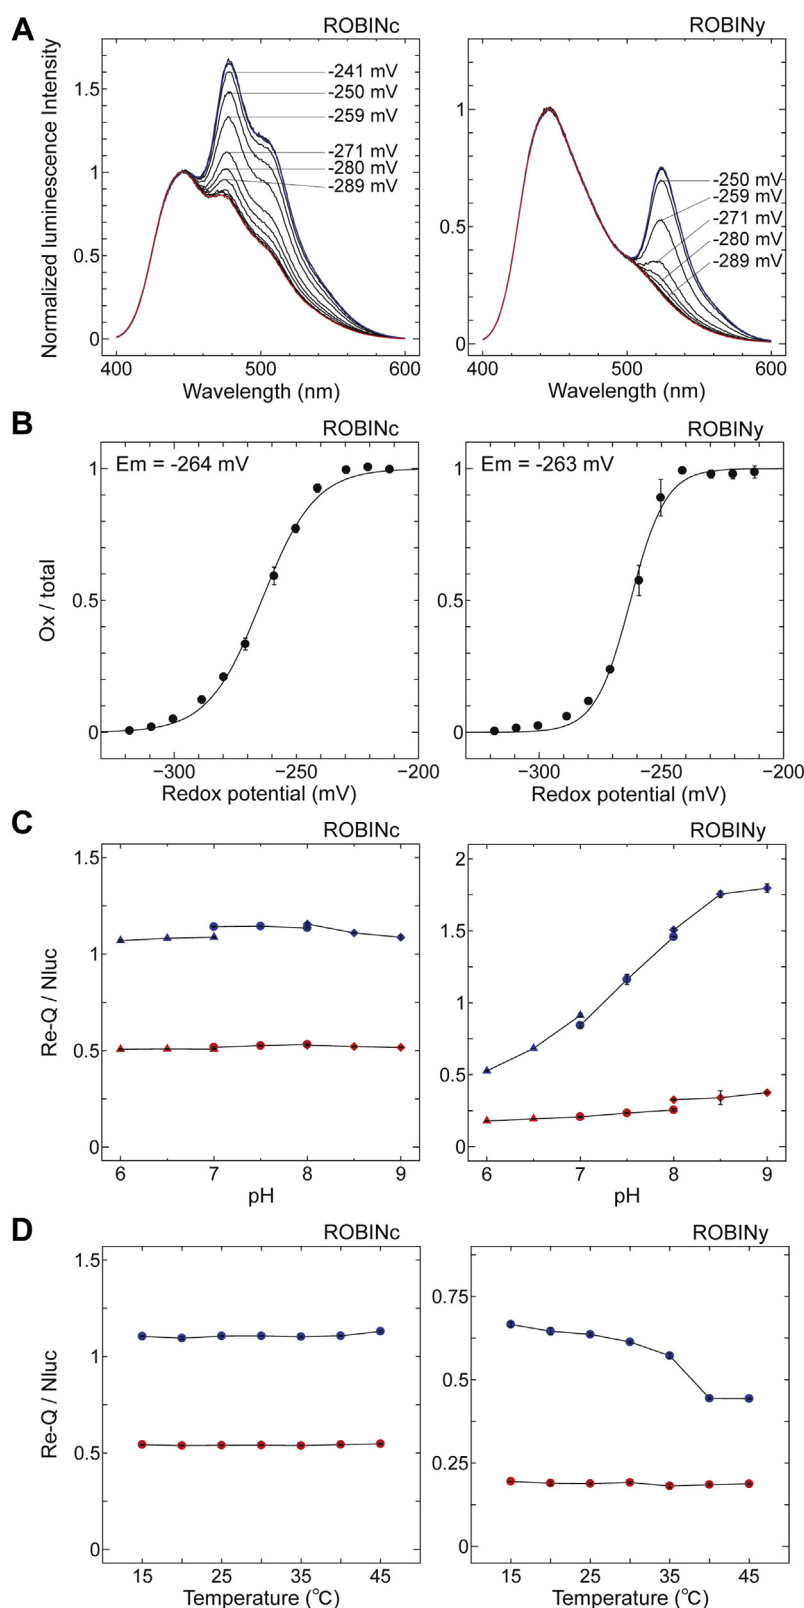 A
ROBINc
ROBINy
Normalized luminescence Intensity
1.5
1
0.5
0
-241 mV
-250 mV
-259 mV
-271 mV
-280 mV
-289 mV
400
500
600
Wavelength (nm)
1
0.5
0
-250 mV
-259 mV
-271 mV
-280 mV
-289 mV
400
500
600
Wavelength (nm)
B
ROBINc
ROBINy
Ox / total
Em = -264 mV
1
0.5
0
−300
−250
−200
Redox potential (mV)
Em = -263 mV
1
0.5
0
−300
−250
−200
Redox potential (mV)
C
ROBINc
ROBINy
Re-Q / Nluc
1.5
1
0.5
0
6
7
8
9
pH
2
1.5
1
0.5
0
6
7
8
9
pH
D
ROBINc
ROBINy
Re-Q / Nluc
1.5
1
0.5
0
15
25
35
45
Temperature (°C)
0.75
0.5
0.25
0
15
25
35
45
Temperature (°C)